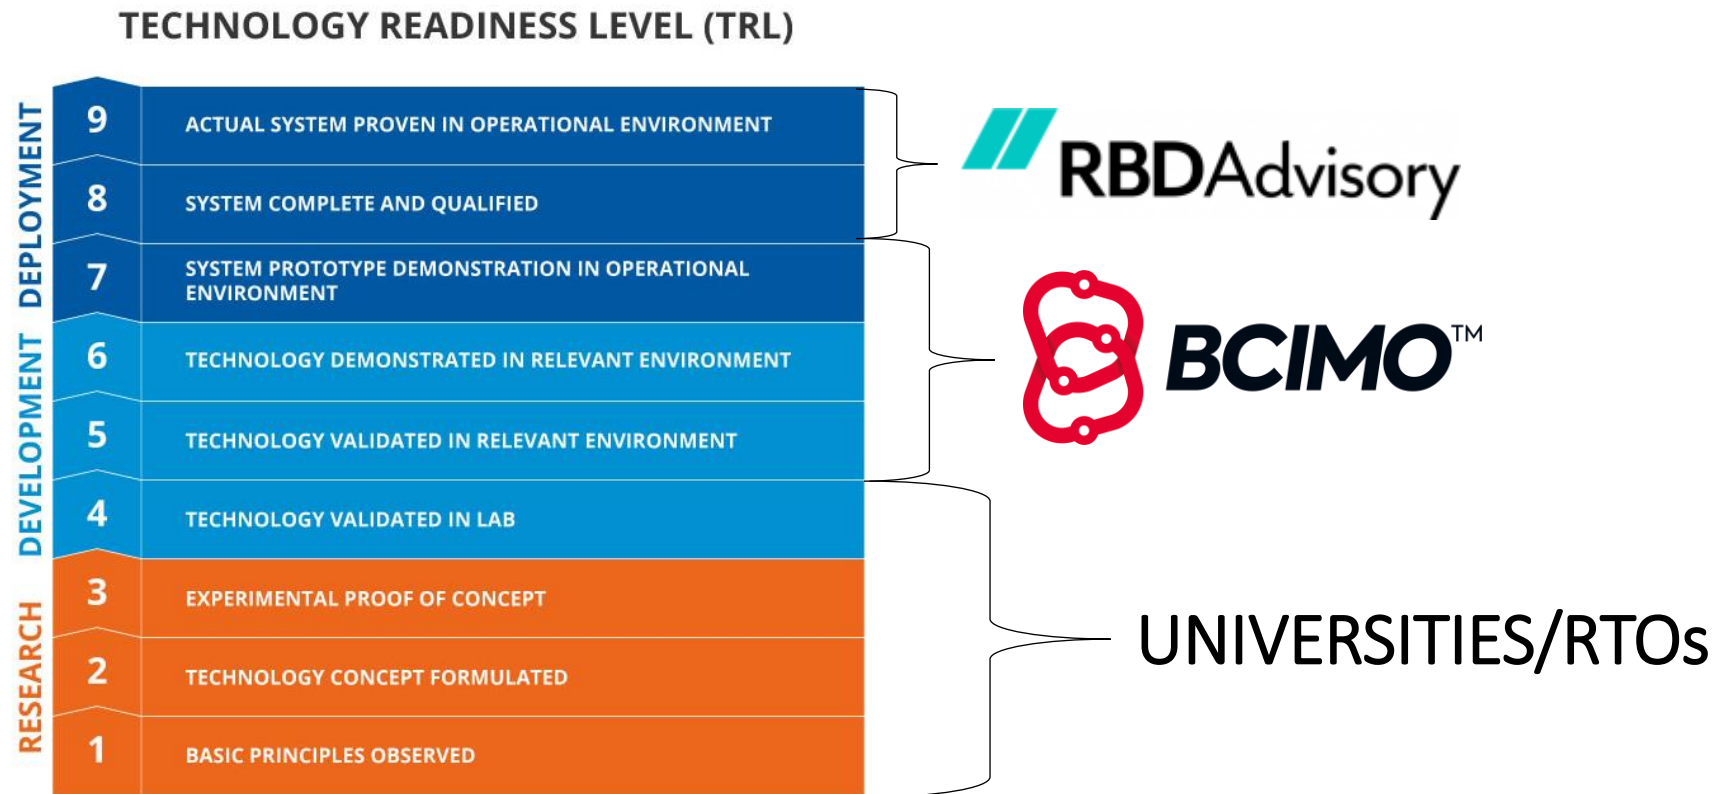 TECHNOLOGY READINESS LEVEL (TRL)
DEPLOYMENT
9
ACTUAL SYSTEM PROVEN IN OPERATIONAL ENVIRONMENT
8
SYSTEM COMPLETE AND QUALIFIED
7
SYSTEM PROTOTYPE DEMONSTRATION IN OPERATIONAL
ENVIRONMENT
RBDAdvisory
DEVELOPMENT
6
TECHNOLOGY DEMONSTRATED IN RELEVANT ENVIRONMENT
5
TECHNOLOGY VALIDATED IN RELEVANT ENVIRONMENT
4
TECHNOLOGY VALIDATED IN LAB
BCIMO™
RESEARCH
3
EXPERIMENTAL PROOF OF CONCEPT
2
TECHNOLOGY CONCEPT FORMULATED
1
BASIC PRINCIPLES OBSERVED
UNIVERSITIES/RTOs